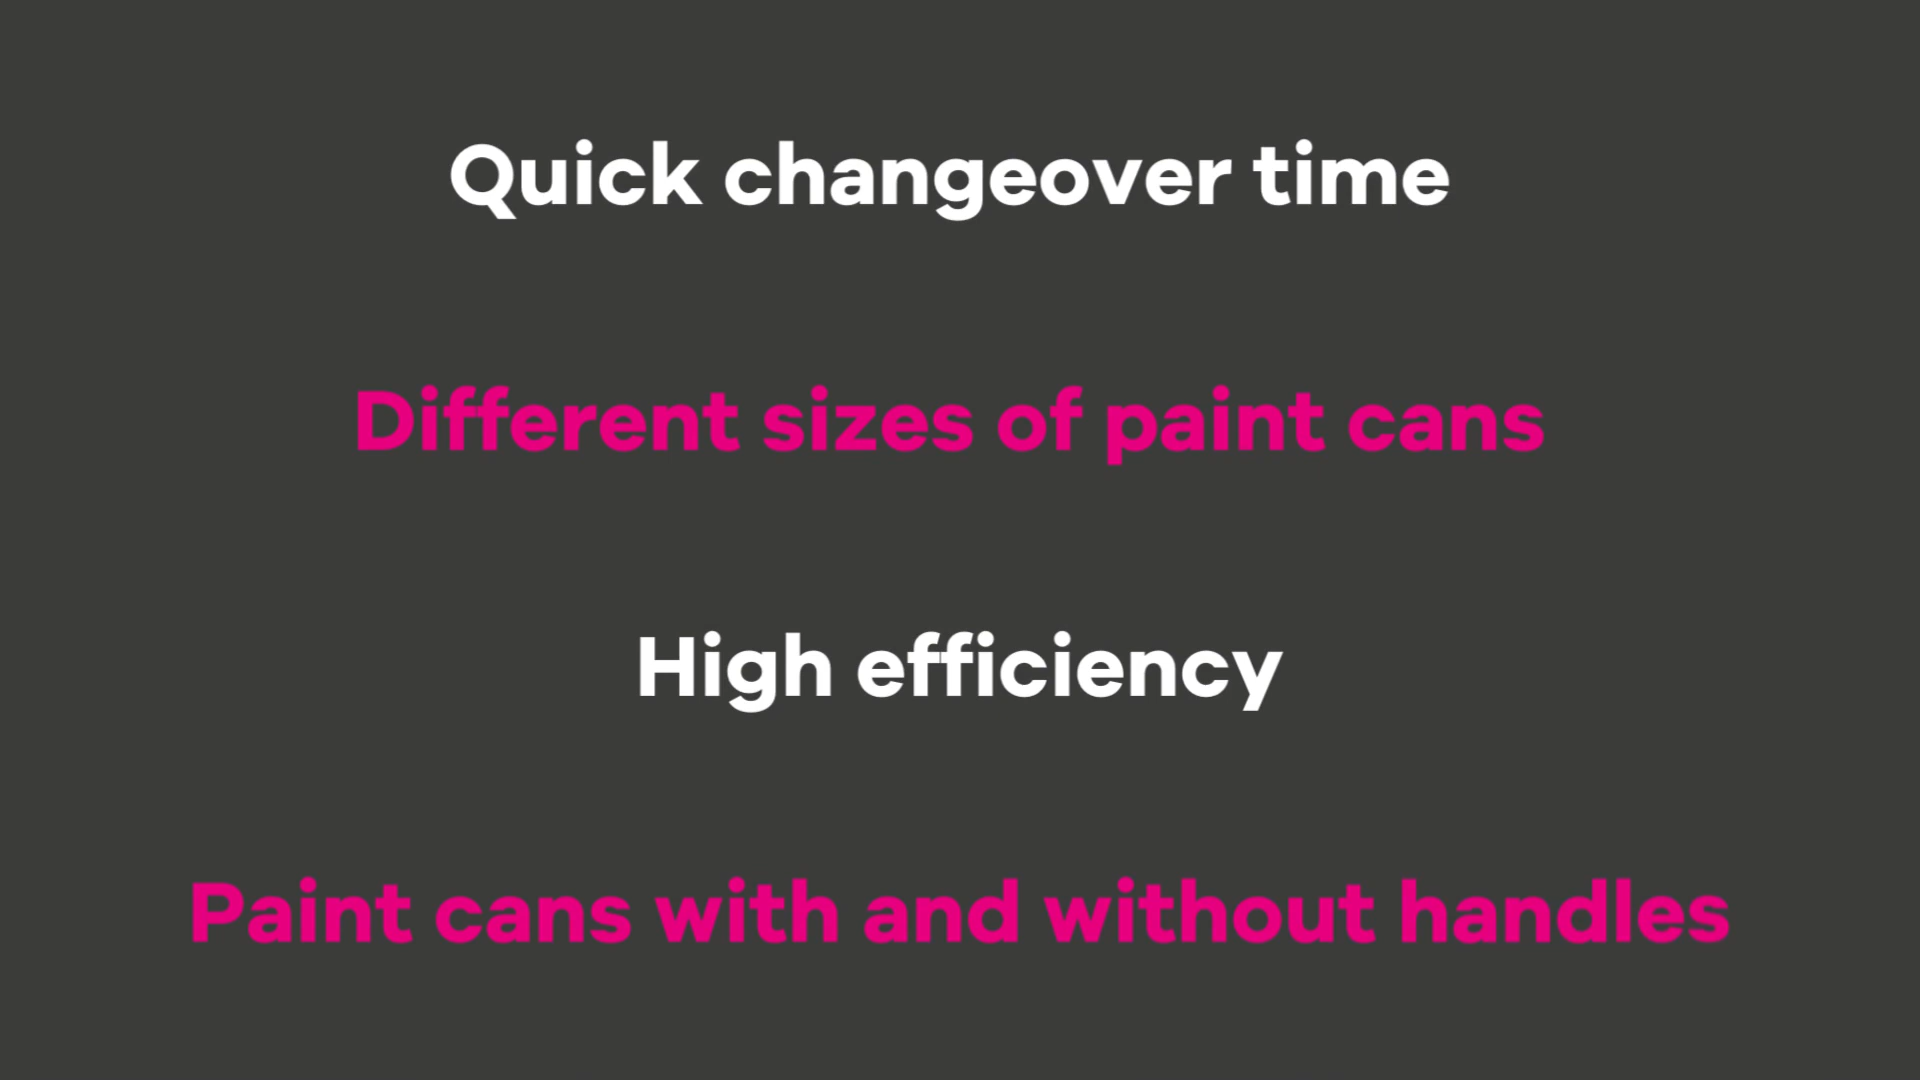 Quick changeover time
Different sizes of paint cans
High efficiency
Paint cans with and without handles